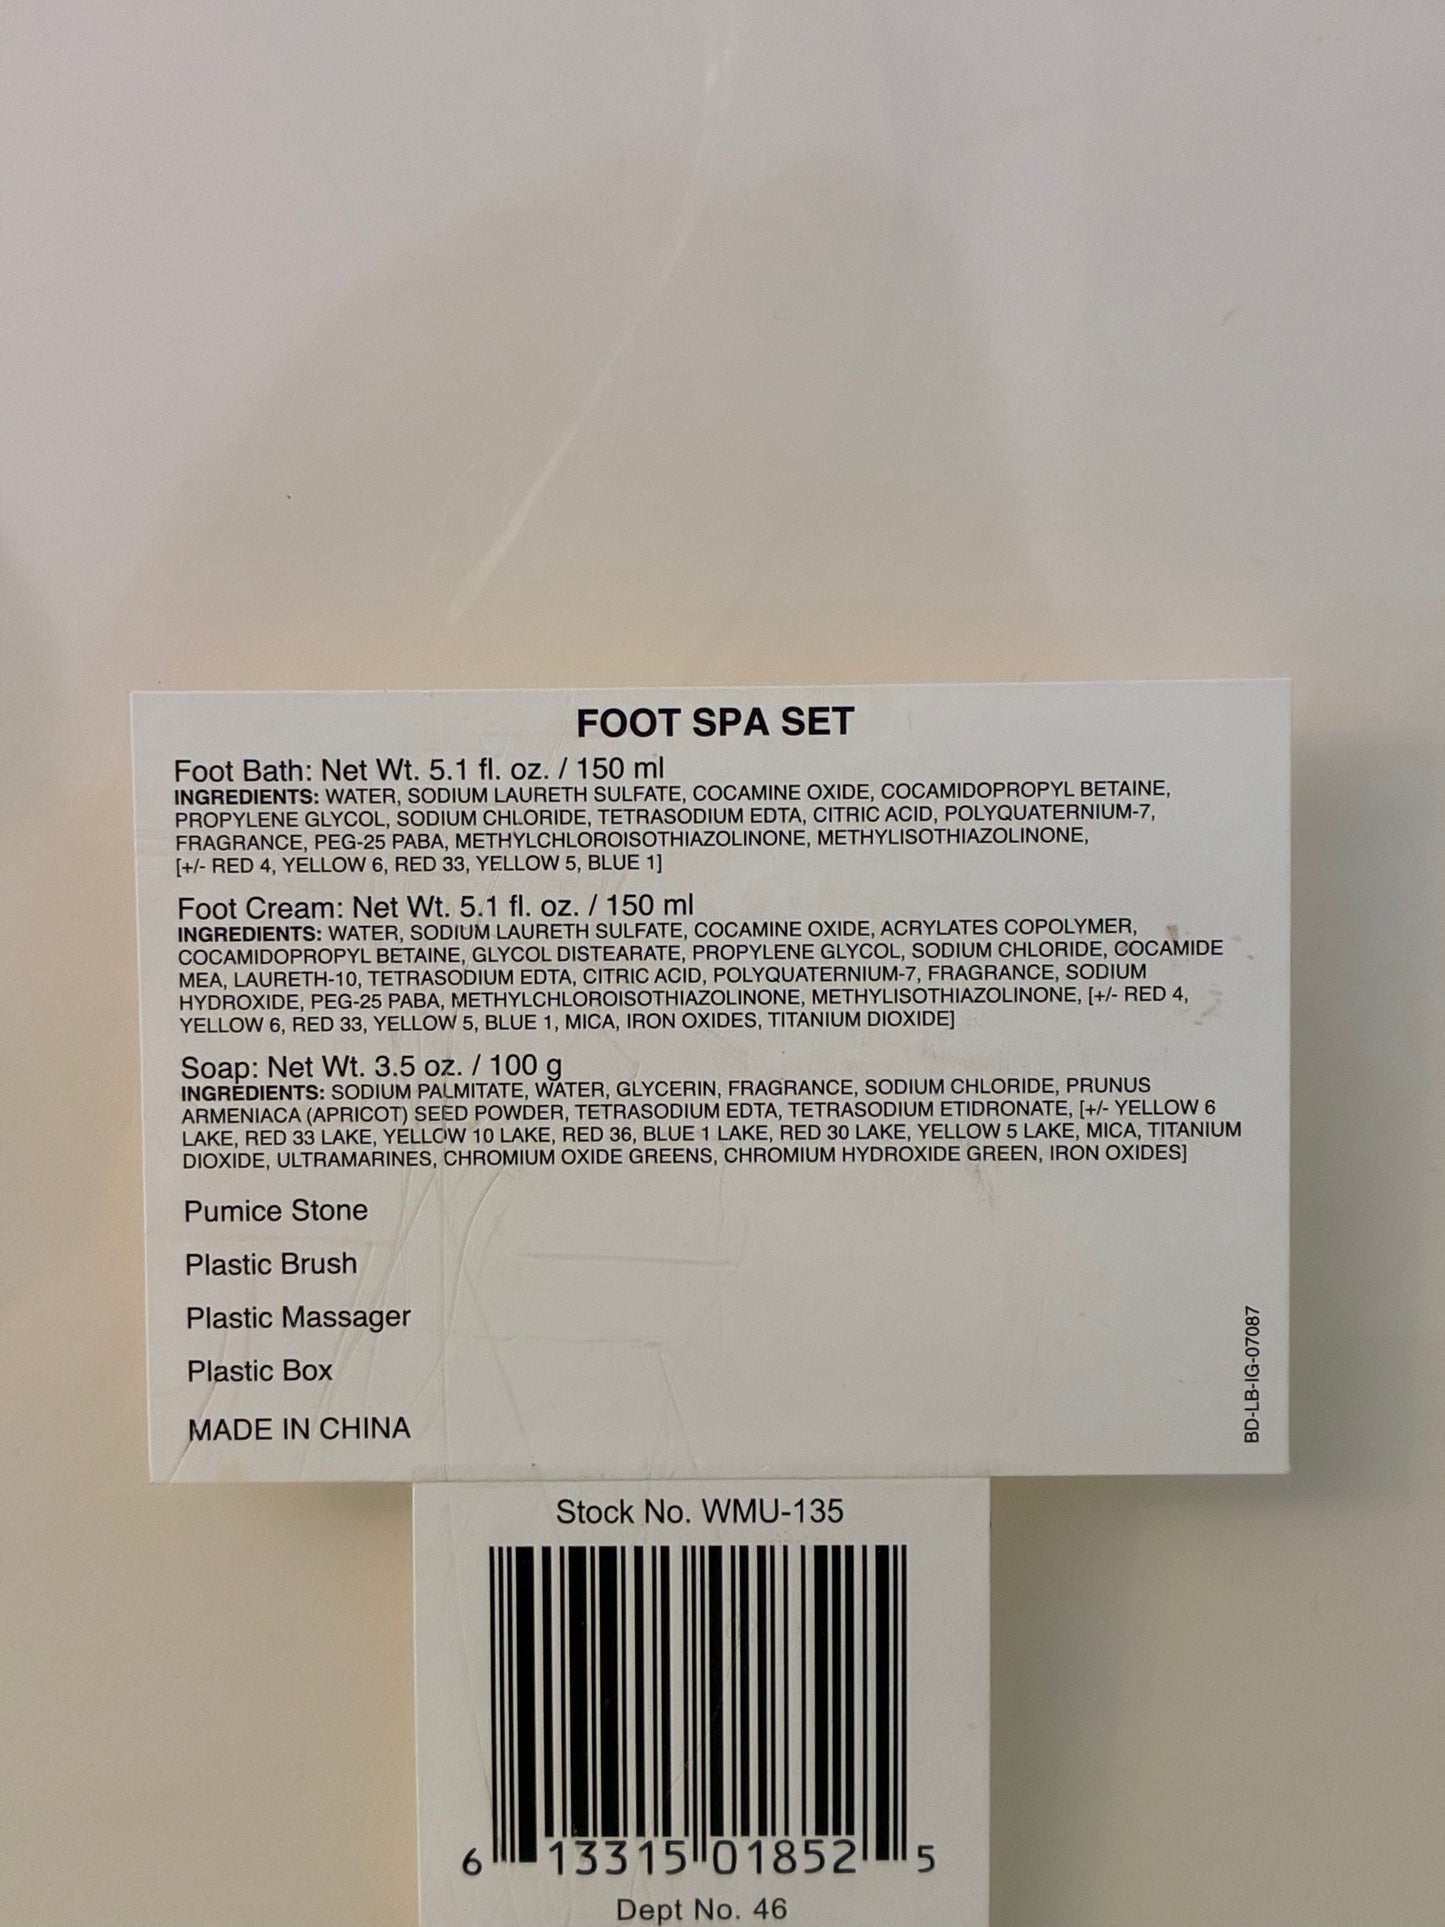 FOOT SPA SET
Foot Bath: Net Wt. 5.1 fl. oz. / 150 ml
INGREDIENTS: WATER, SODIUM LAURETH SULFATE, COCAMINE OXIDE, COCAMIDOPROPYL BETAINE,
PROPYLENE GLYCOL, SODIUM CHLORIDE, TETRASODIUM EDTA, CITRIC ACID, POLYQUATERNIUM-7,
FRAGRANCE, PEG-25 PABA, METHYLCHLOROISOTHIAZOLINONE, METHYLISOTHIAZOLINONE,
[+/- RED 4, YELLOW 6, RED 33, YELLOW 5, BLUE 1]
Foot Cream: Net Wt. 5.1 fl. oz. / 150 ml
INGREDIENTS: WATER, SODIUM LAURETH SULFATE, COCAMINE OXIDE, ACRYLATES COPOLYMER,
COCAMIDOPROPYL BETAINE, GLYCOL DISTEARATE, PROPYLENE GLYCOL, SODIUM CHLORIDE, COCAMIDE
MEA, LAURETH-10, TETRASODIUM EDTA, CITRIC ACID, POLYQUATERNIUM-7, FRAGRANCE, SODIUM
HYDROXIDE, PEG-25 PABA, METHYLCHLOROISOTHIAZOLINONE, METHYLISOTHIAZOLINONE, [+/- RED 4,
YELLOW 6, RED 33, YELLOW 5, BLUE 1, MICA, IRON OXIDES, TITANIUM DIOXIDE]
Soap: Net Wt. 3.5 oz. / 100 g
INGREDIENTS: SODIUM PALMITATE, WATER, GLYCERIN, FRAGRANCE, SODIUM CHLORIDE, PRUNUS
ARMENIACA (APRICOT) SEED POWDER, TETRASODIUM EDTA, TETRASODIUM ETIDRONATE, [+/- YELLOW 6
LAKE, RED 33 LAKE, YELLOW 10 LAKE, RED 36, BLUE 1 LAKE, RED 30 LAKE, YELLOW 5 LAKE, MICA, TITANIUM
DIOXIDE, ULTRAMARINES, CHROMIUM OXIDE GREENS, CHROMIUM HYDROXIDE GREEN, IRON OXIDES]
Pumice Stone
Plastic Brush
Plastic Massager
Plastic Box
MADE IN CHINA
BD-LB-IG-07087
Stock No. WMU-135
6 13315 01852 5
Dept No. 46